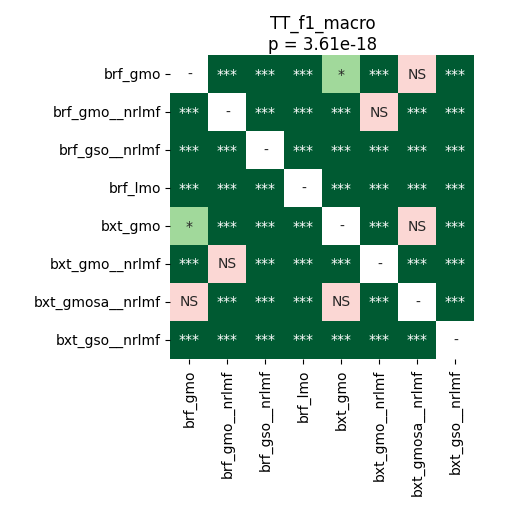 TT_f1_macro
p = 3.61e-18
brf_gmo - *** *** *** * *** NS ***
brf_gmo__nrlmf *** - *** *** *** NS *** ***
brf_gso__nrlmf *** *** - *** *** *** *** ***
brf_lmo *** *** *** - *** *** *** ***
bxt_gmo * *** *** *** - *** NS ***
bxt_gmo__nrlmf *** NS *** *** *** - *** ***
bxt_gmosa__nrlmf NS *** *** *** NS *** - ***
bxt_gso__nrlmf *** *** *** *** *** *** *** -
brf_gmo
brf_gmo__nrlmf
brf_gso__nrlmf
brf_lmo
bxt_gmo
bxt_gmo__nrlmf
bxt_gmosa__nrlmf
bxt_gso__nrlmf